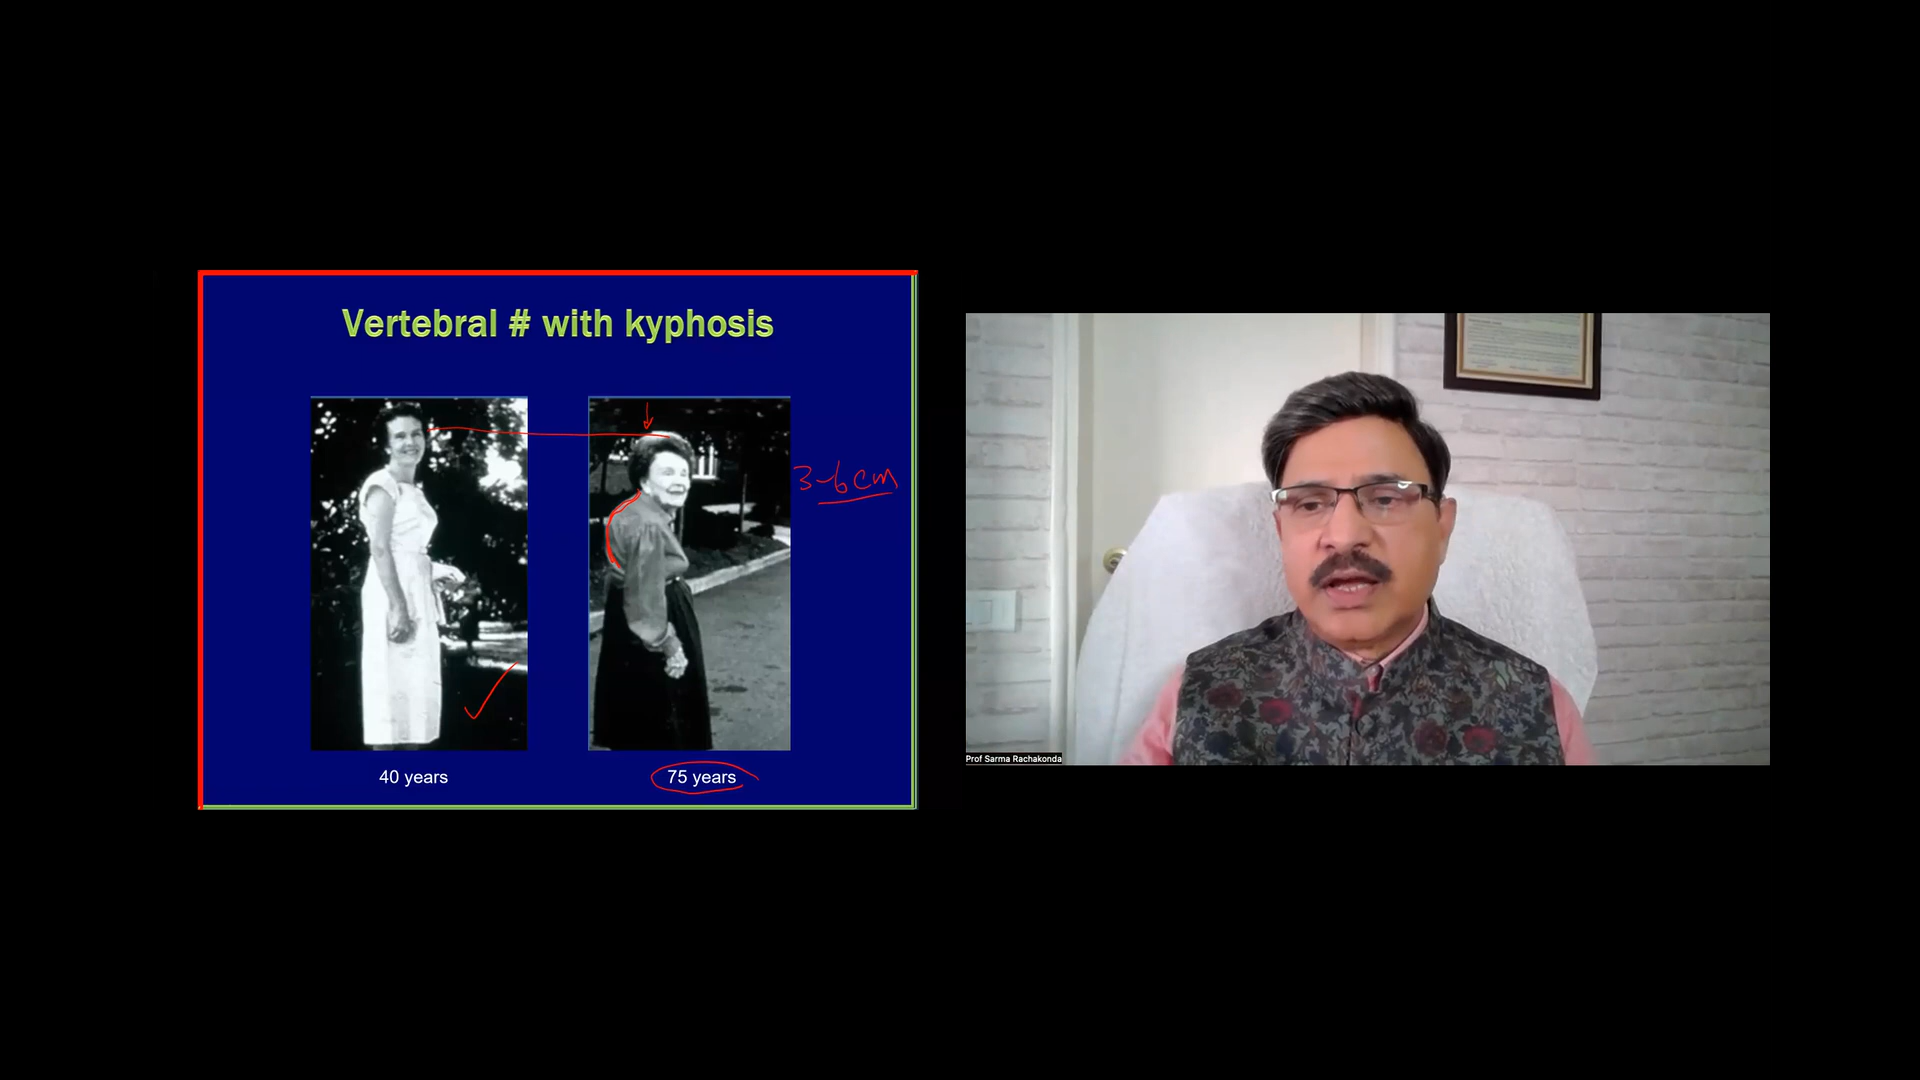 Vertebral # with kyphosis
3-6cm
40 years
75 years
Prof Sarma Rachakonda